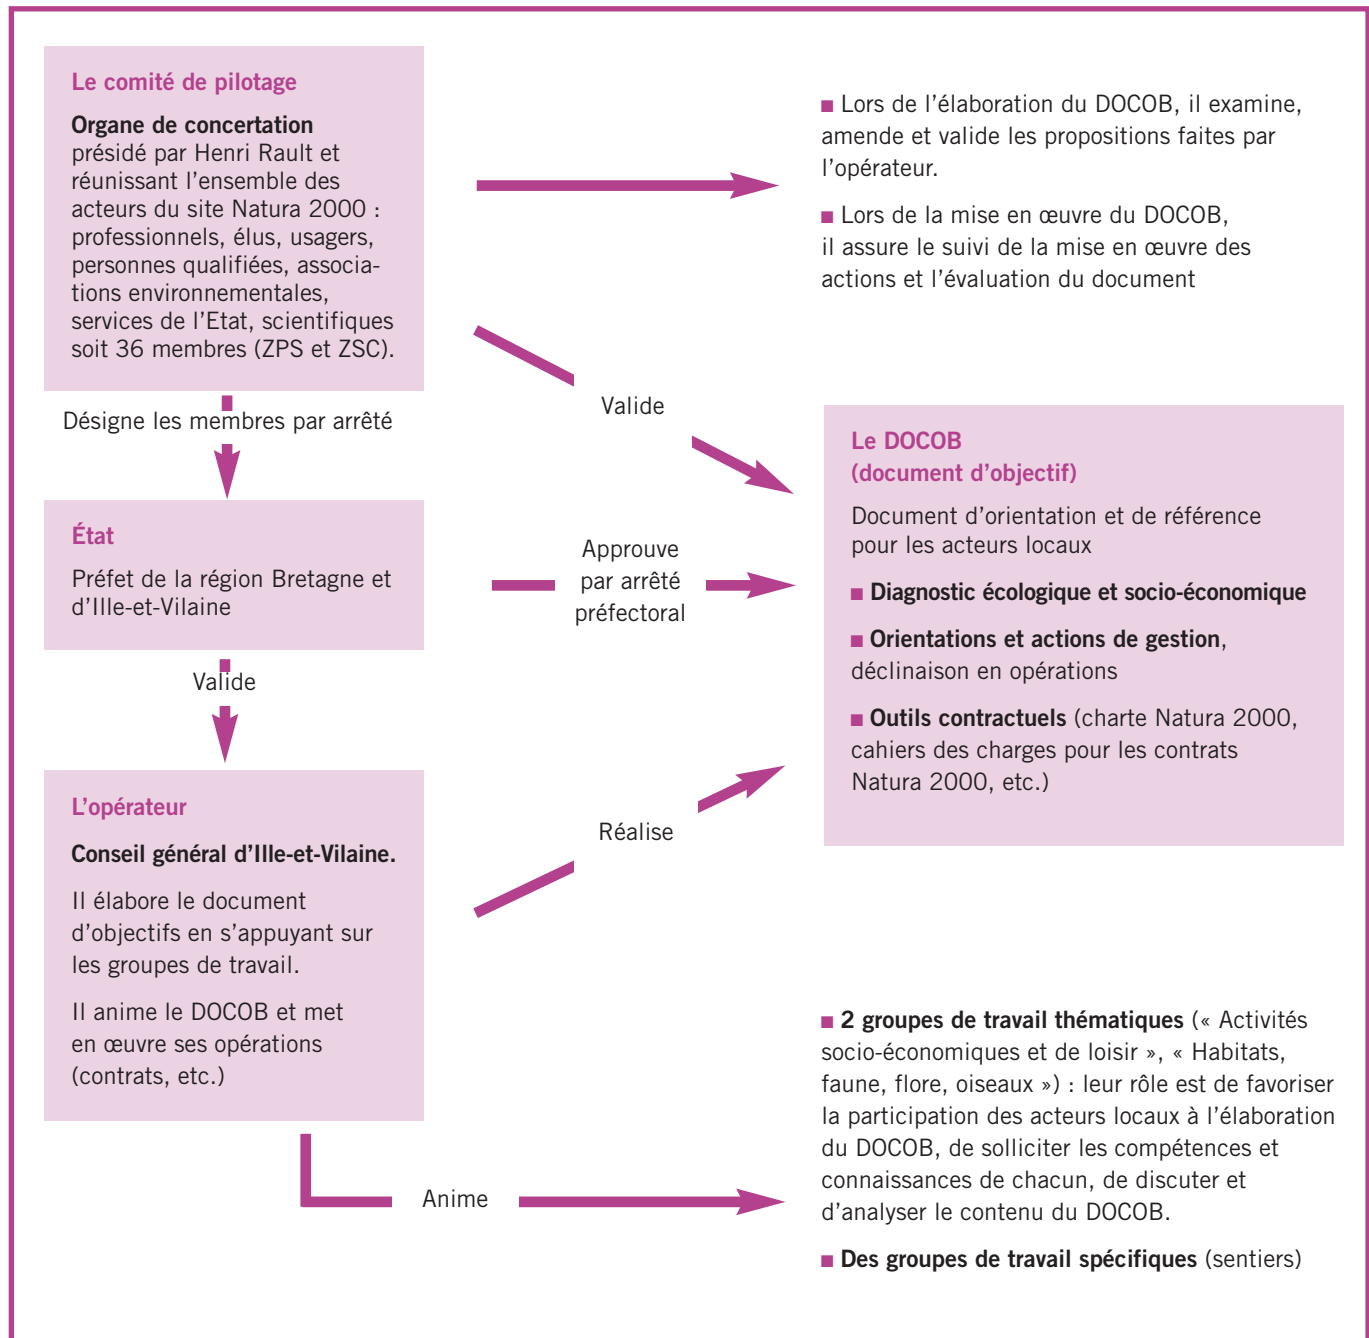 Le comité de pilotage
Organe de concertation
présidé par Henri Rault et
réunissant l'ensemble des
acteurs du site Natura 2000 :
professionnels, élus, usagers,
personnes qualifiées, associa-
tions environnementales,
services de l'Etat, scientifiques
soit 36 membres (ZPS et ZSC).
■ Lors de l'élaboration du DOCOB, il examine,
amende et valide les propositions faites par
l'opérateur.
■ Lors de la mise en œuvre du DOCOB,
il assure le suivi de la mise en œuvre des
actions et l'évaluation du document
Désigne les membres par arrêté
Valide
État
Préfet de la région Bretagne et
d'Ille-et-Vilaine
Approuve
par arrêté
préfectoral
Le DOCOB
(document d'objectif)
Document d'orientation et de référence
pour les acteurs locaux
■ Diagnostic écologique et socio-économique
■ Orientations et actions de gestion,
déclinaison en opérations
■ Outils contractuels (charte Natura 2000,
cahiers des charges pour les contrats
Natura 2000, etc.)
Valide
L'opérateur
Conseil général d'Ille-et-Vilaine.
Il élabore le document
d'objectifs en s'appuyant sur
les groupes de travail.
Il anime le DOCOB et met
en œuvre ses opérations
(contrats, etc.)
Réalise
Anime
■ 2 groupes de travail thématiques (« Activités
socio-économiques et de loisir », « Habitats,
faune, flore, oiseaux ») : leur rôle est de favoriser
la participation des acteurs locaux à l'élaboration
du DOCOB, de solliciter les compétences et
connaissances de chacun, de discuter et
d'analyser le contenu du DOCOB.
■ Des groupes de travail spécifiques (sentiers)